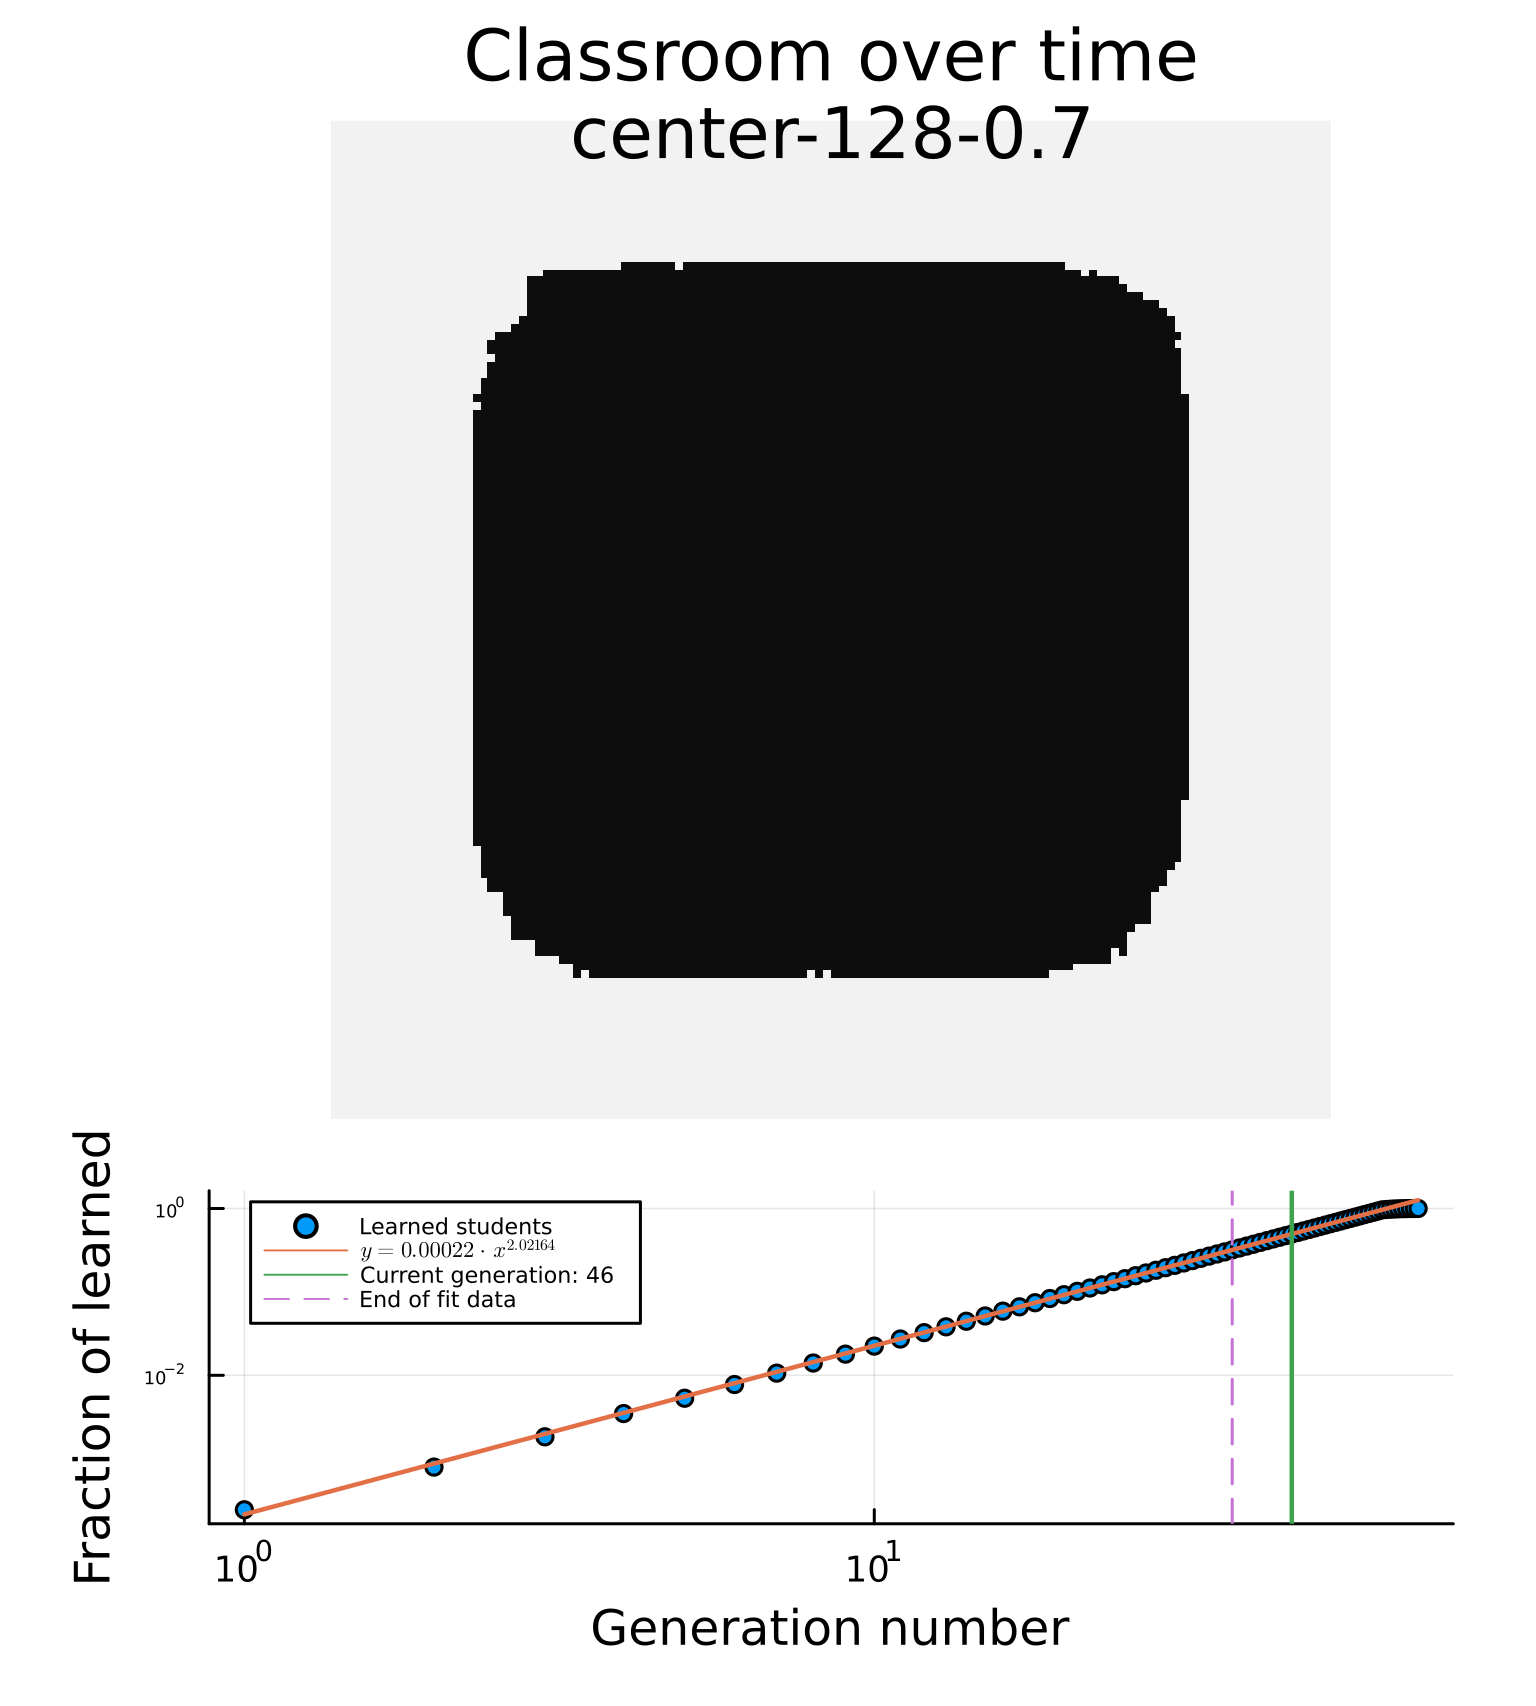 Classroom over time
center-128-0.7
Fraction of learned
10⁰
10⁻²
Learned students
y = 0.00022 · x^2.02164
Current generation: 46
End of fit data
10⁰
10¹
Generation number